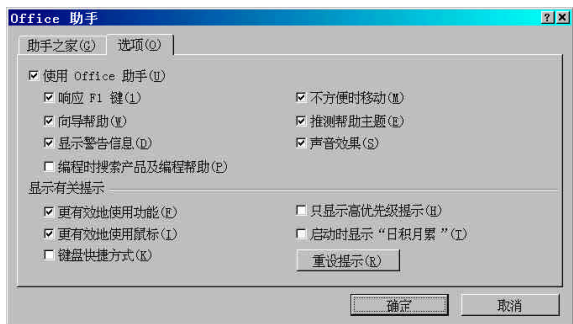 Office 助手
助手之家(G) 选项(O)
使用 Office 助手(U)
响应 F1 键(1) 不方便时移动(M)
向导帮助(W) 推测帮助主题(E)
显示警告信息(D) 声音效果(S)
编程时搜索产品及编程帮助(P)
显示有关提示
更有效地使用功能(F) 只显示高优先级提示(H)
更有效地使用鼠标(I) 启动时显示“日积月累”(T)
键盘快捷方式(K) 重设提示(R)
确定 取消